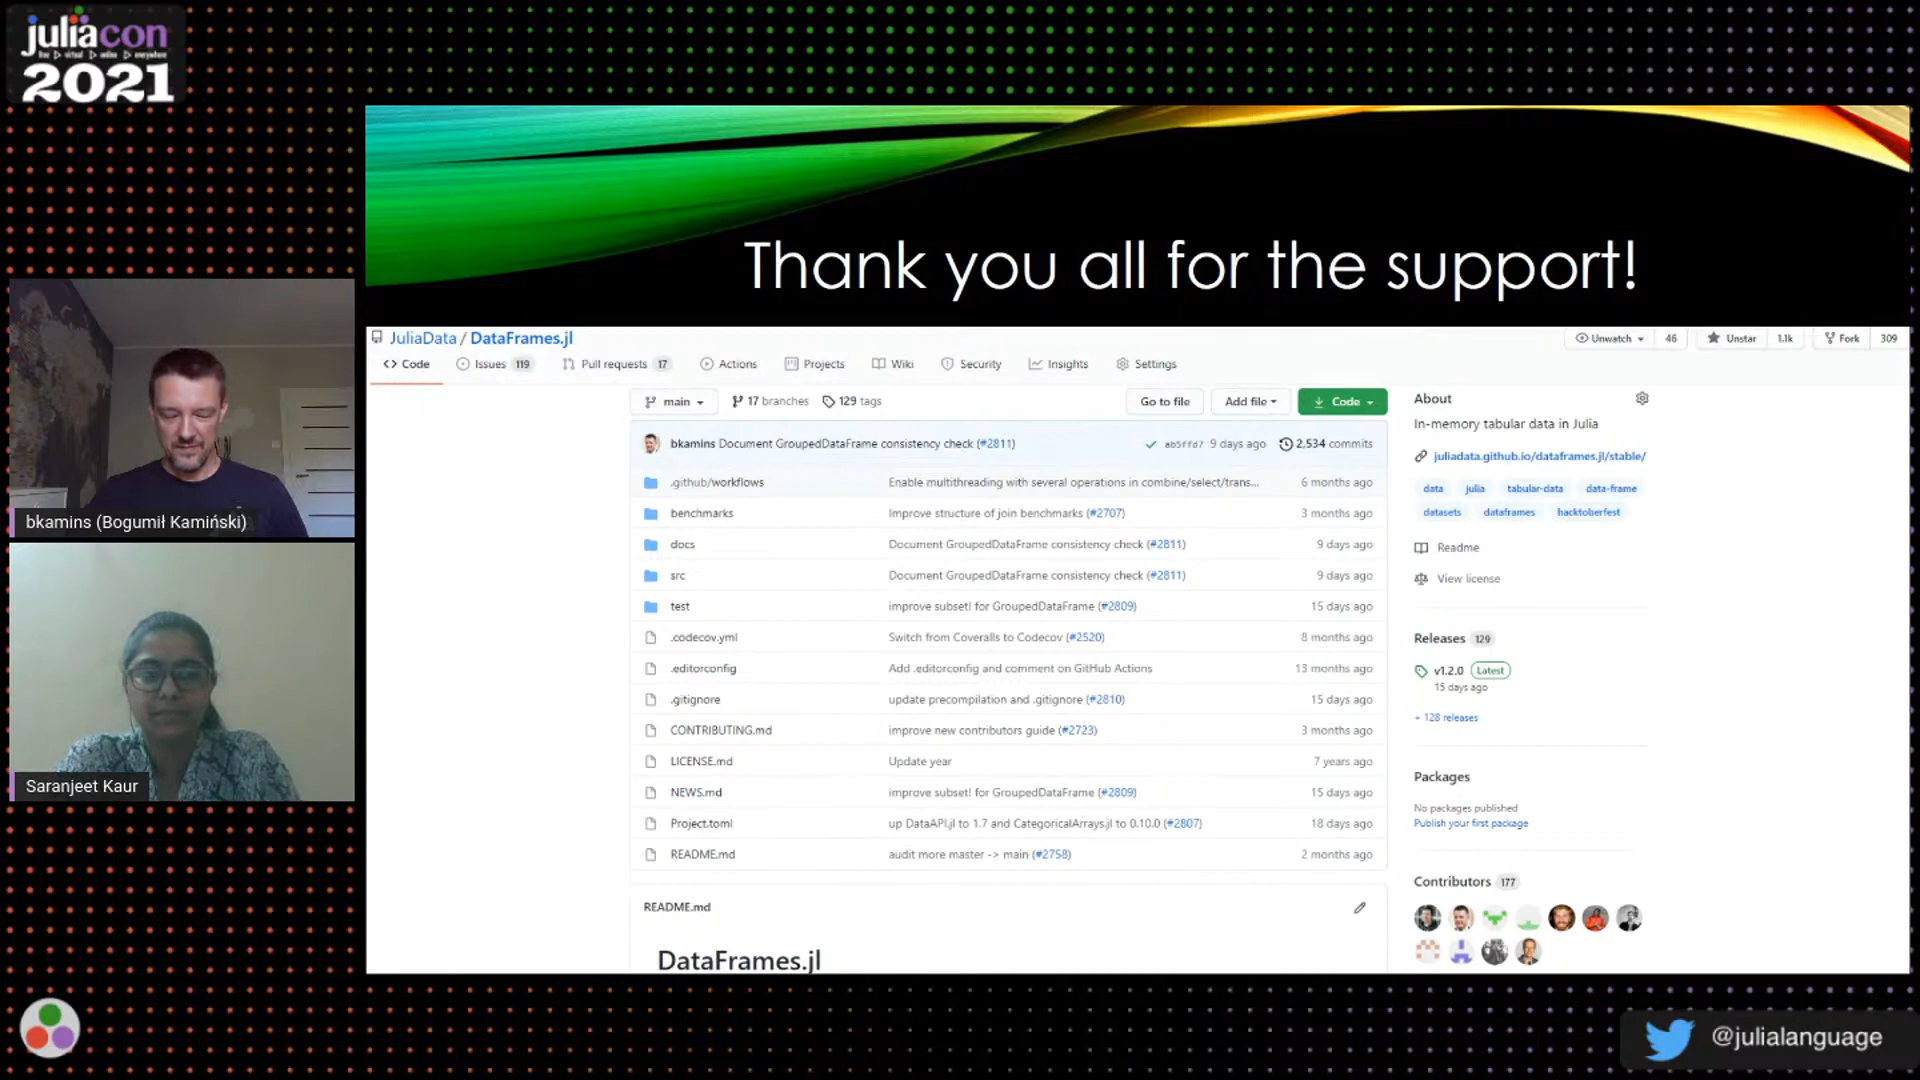 juliacon
2021
Thank you all for the support!
JuliaData / DataFrames.jl
Unwatch 46 Unstar 1.1k Fork 309
Code Issues 119 Pull requests 17 Actions Projects Wiki Security Insights Settings
main 17 branches 129 tags Go to file Add file Code
bkamins Document GroupedDataFrame consistency check (#2811) ab5ffd7 9 days ago 2,534 commits
.github/workflows Enable multithreading with several operations in combine/select/trans... 6 months ago
benchmarks Improve structure of join benchmarks (#2707) 3 months ago
docs Document GroupedDataFrame consistency check (#2811) 9 days ago
src Document GroupedDataFrame consistency check (#2811) 9 days ago
test improve subset! for GroupedDataFrame (#2809) 15 days ago
.codecov.yml Switch from Coveralls to Codecov (#2520) 8 months ago
.editorconfig Add .editorconfig and comment on GitHub Actions 13 months ago
.gitignore update precompilation and .gitignore (#2810) 15 days ago
CONTRIBUTING.md improve new contributors guide (#2723) 3 months ago
LICENSE.md Update year 7 years ago
NEWS.md improve subset! for GroupedDataFrame (#2809) 15 days ago
Project.toml up DataAPI.jl to 1.7 and CategoricalArrays.jl to 0.10.0 (#2807) 18 days ago
README.md audit more master -> main (#2758) 2 months ago
README.md
DataFrames.jl
About
In-memory tabular data in Julia
juliadata.github.io/dataframes.jl/stable/
data julia tabular-data data-frame
datasets dataframes hacktoberfest
Readme
View license
Releases 129
v1.2.0 Latest
15 days ago
+ 128 releases
Packages
No packages published
Publish your first package
Contributors 177
bkamins (Bogumił Kamiński)
Saranjeet Kaur
@julialanguage